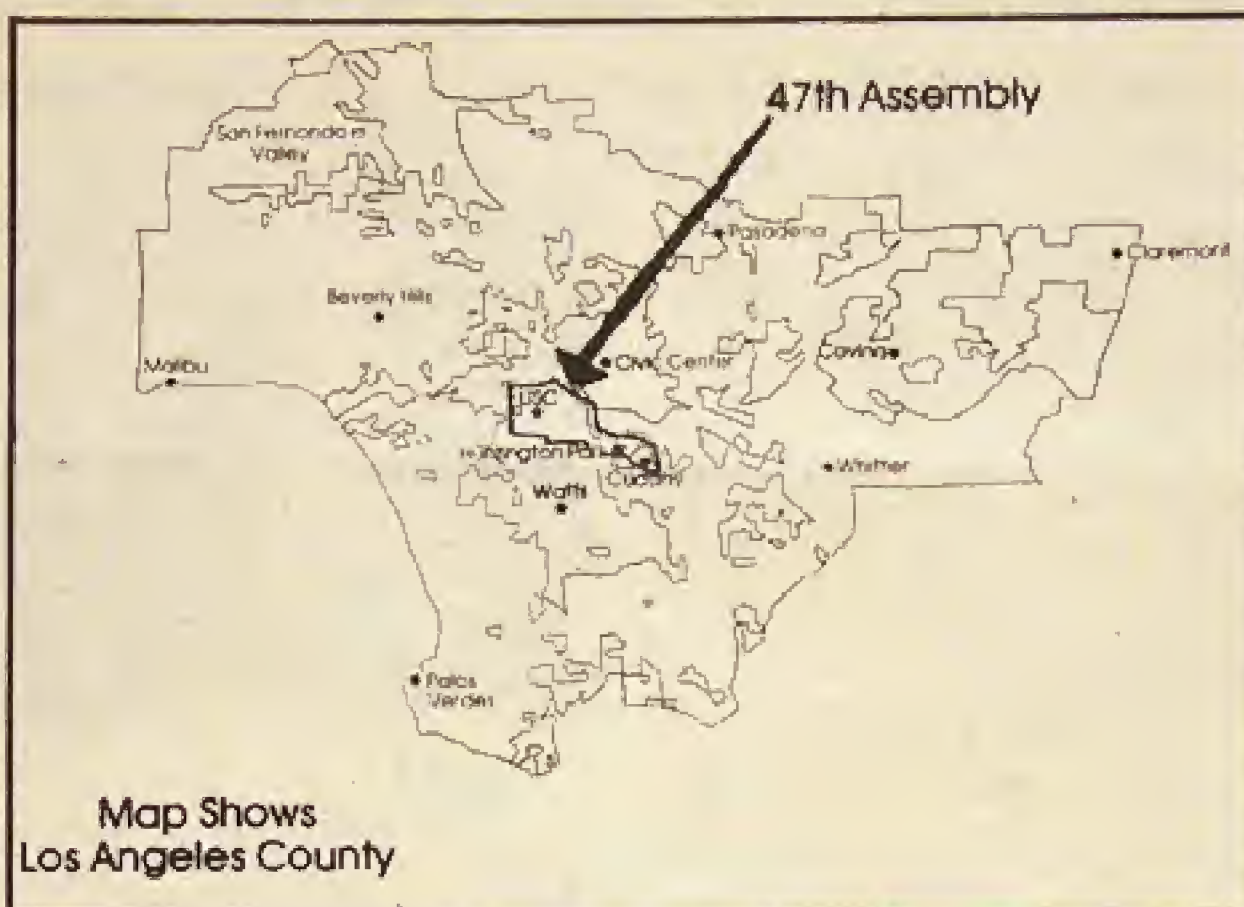 47th Assembly
San Fernando
Valley
Pasadena
Claremont
Beverly Hills
Civic Center
Covina
Malibu
USC
Huntington Park
Cudahy
Whittier
Watts
Palos
Verdes
Map Shows
Los Angeles County